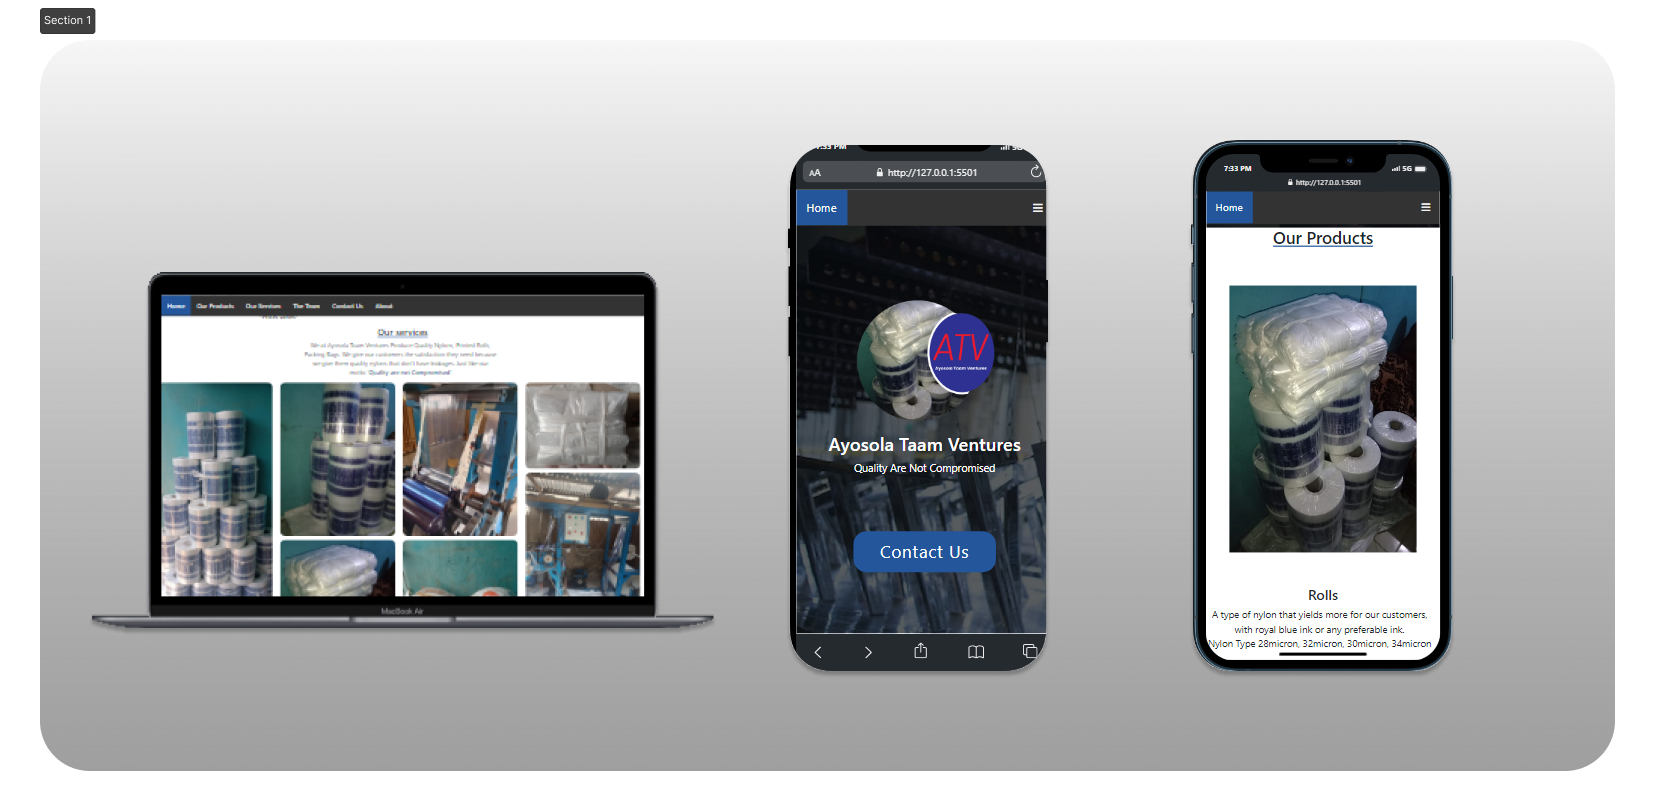 Section 1
Home Our Products Our Services The Team Contact Us About
Our services
We at Ayosola Taam Ventures Produce Quality Nylons, Printed Rolls,
Packing Bags. We give our customers the satisfaction they need because
we give them quality nylons that don't have leakages. Just like our
motto 'Quality are not Compromised'
MacBook Air
7:33 PM 5G
AA http://127.0.0.1:5501
Home
ATV
Ayosola Taam Ventures
Ayosola Taam Ventures
Quality Are Not Compromised
Contact Us
7:33 PM 5G
http://127.0.0.1:5501
Home
Our Products
Rolls
A type of nylon that yields more for our customers,
with royal blue ink or any preferable ink.
Nylon Type 28micron, 32micron, 30micron, 34micron